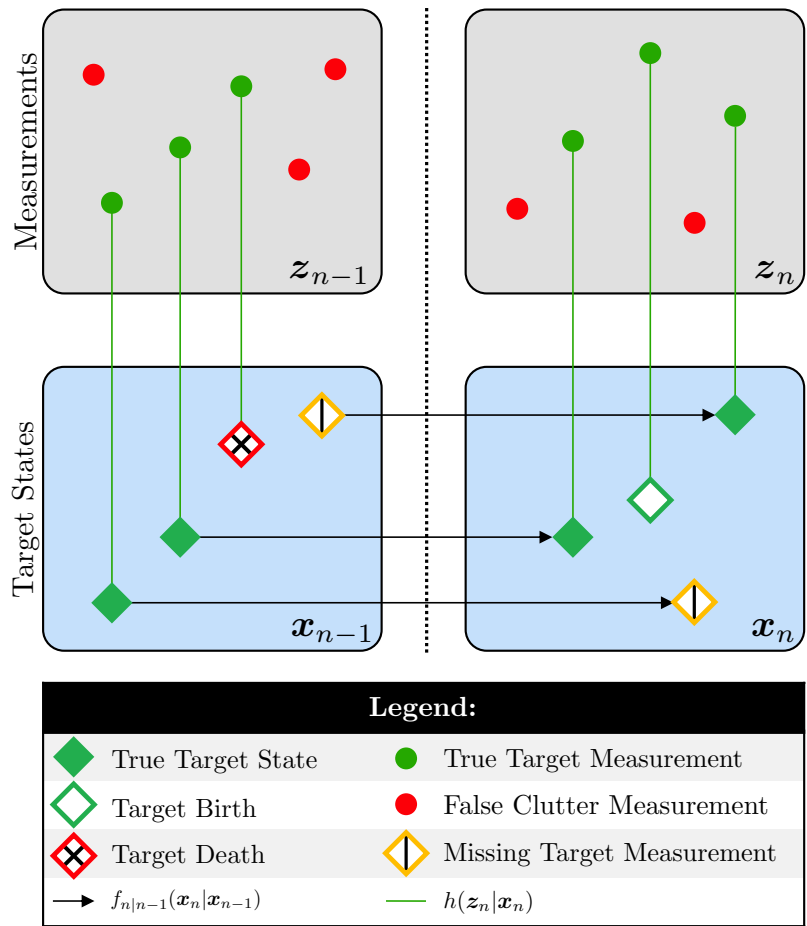 Measurements
z_{n−1}
z_n
Target States
x_{n−1}
x_n
Legend:
True Target State
True Target Measurement
Target Birth
False Clutter Measurement
Target Death
Missing Target Measurement
f_{n|n−1}(x_n|x_{n−1})
h(z_n|x_n)